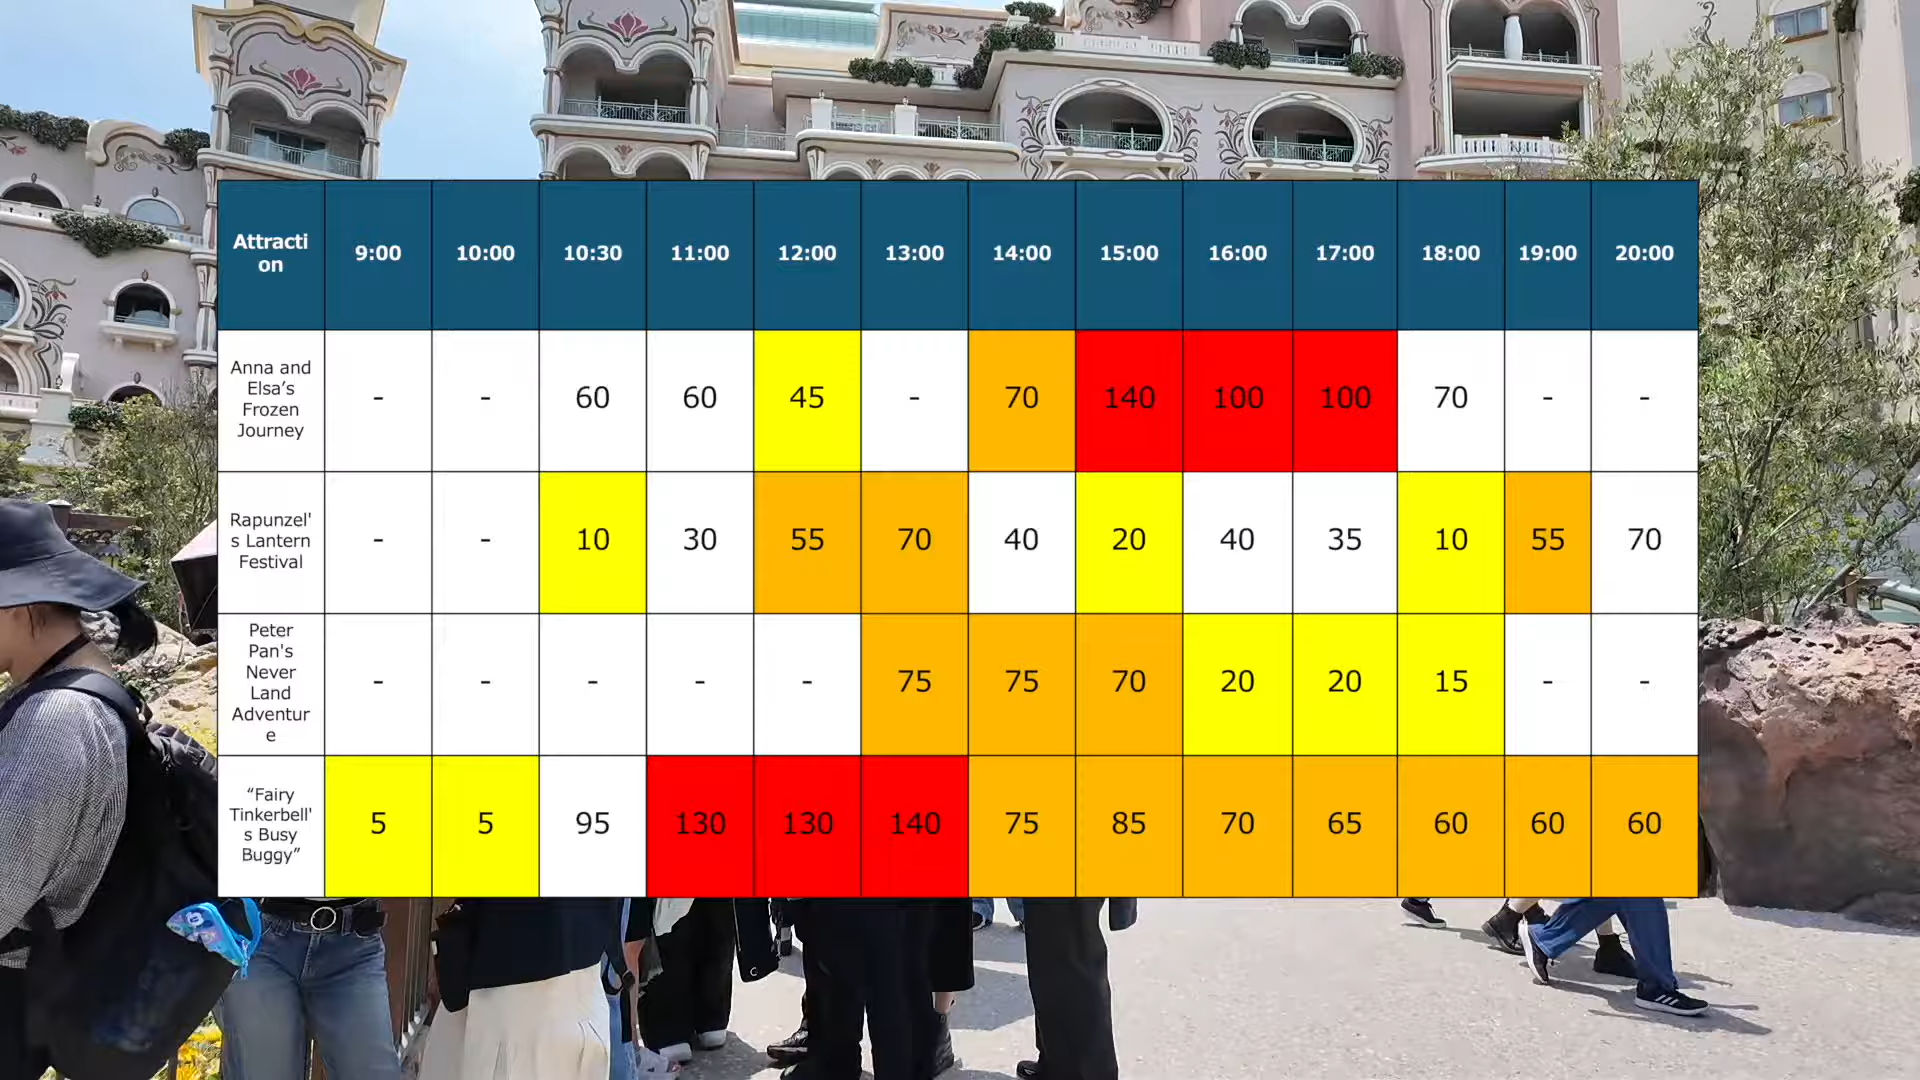 Attracti
on
9:00 10:00 10:30 11:00 12:00 13:00 14:00 15:00 16:00 17:00 18:00 19:00 20:00
Anna and
Elsa’s
Frozen
Journey
- - 60 60 45 - 70 140 100 100 70 - -
Rapunzel'
s Lantern
Festival
- - 10 30 55 70 40 20 40 35 10 55 70
Peter
Pan's
Never
Land
Adventur
e
- - - - - 75 75 70 20 20 15 - -
“Fairy
Tinkerbell'
s Busy
Buggy”
5 5 95 130 130 140 75 85 70 65 60 60 60